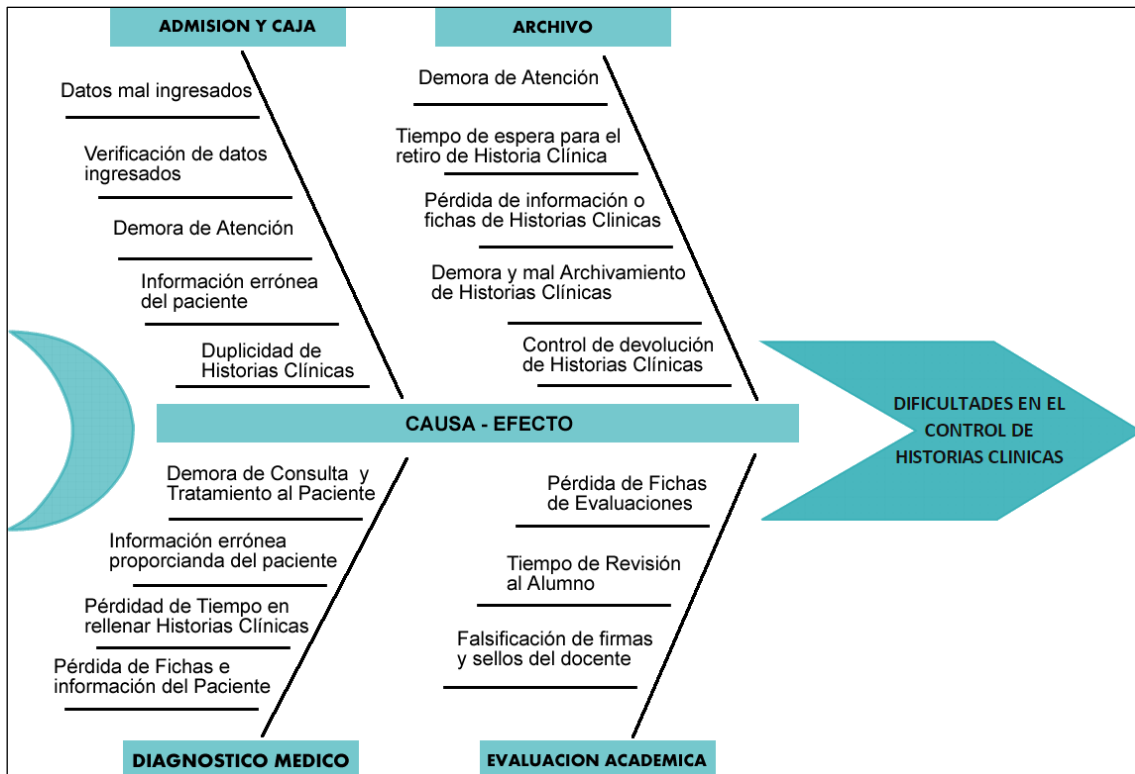 ADMISION Y CAJA
Datos mal ingresados
Verificación de datos
ingresados
Demora de Atención
Información errónea
del paciente
Duplicidad de
Historias Clínicas
ARCHIVO
Demora de Atención
Tiempo de espera para el
retiro de Historia Clínica
Pérdida de información o
fichas de Historias Clinicas
Demora y mal Archivamiento
de Historias Clínicas
Control de devolución
de Historias Clínicas
CAUSA - EFECTO
DIFICULTADES EN EL
CONTROL DE
HISTORIAS CLINICAS
Demora de Consulta y
Tratamiento al Paciente
Información errónea
proporcianda del paciente
Pérdidad de Tiempo en
rellenar Historias Clínicas
Pérdida de Fichas e
información del Paciente
DIAGNOSTICO MEDICO
Pérdida de Fichas
de Evaluaciones
Tiempo de Revisión
al Alumno
Falsificación de firmas
y sellos del docente
EVALUACION ACADEMICA